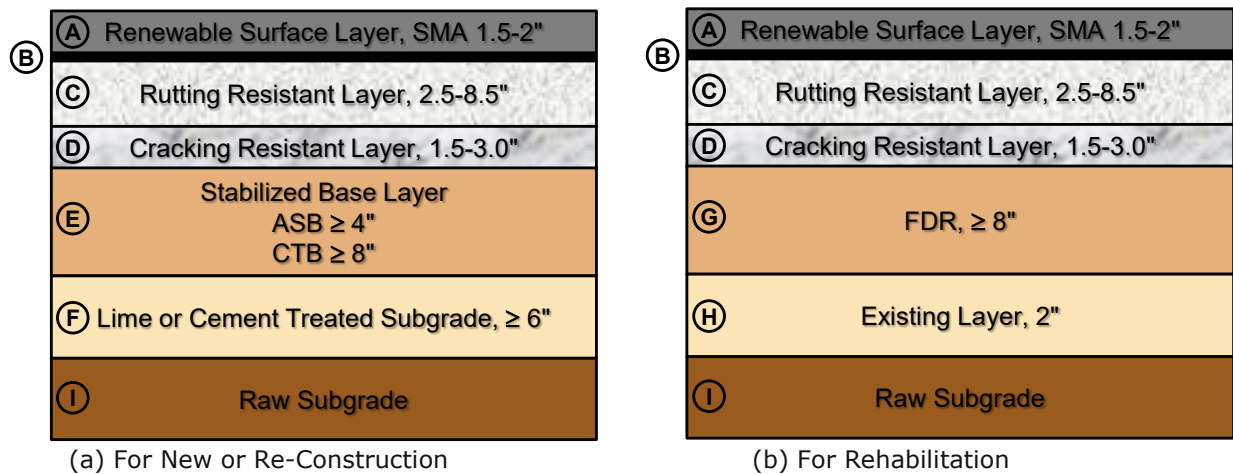 A Renewable Surface Layer, SMA 1.5-2"
B
C Rutting Resistant Layer, 2.5-8.5"
D Cracking Resistant Layer, 1.5-3.0"
Stabilized Base Layer
E ASB ≥ 4"
CTB ≥ 8"
F Lime or Cement Treated Subgrade, ≥ 6"
I Raw Subgrade
(a) For New or Re-Construction
A Renewable Surface Layer, SMA 1.5-2"
B
C Rutting Resistant Layer, 2.5-8.5"
D Cracking Resistant Layer, 1.5-3.0"
G FDR, ≥ 8"
H Existing Layer, 2"
I Raw Subgrade
(b) For Rehabilitation